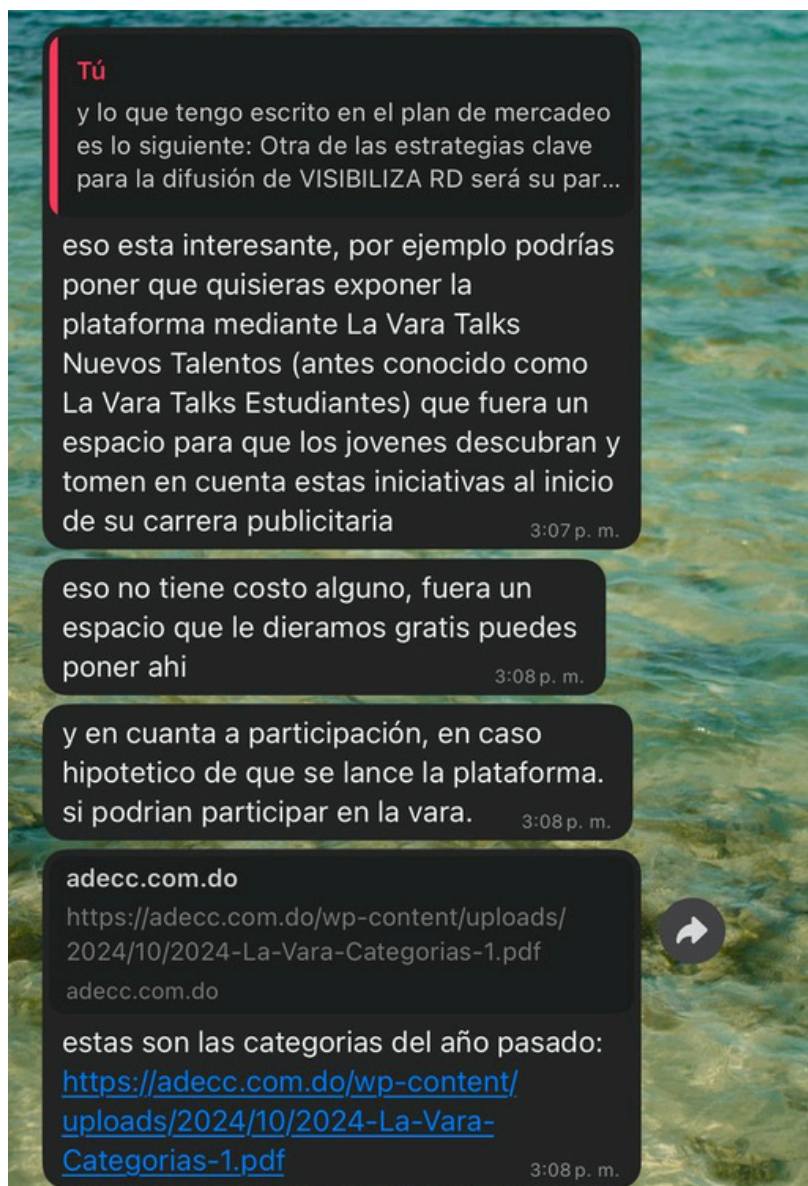 Tú
y lo que tengo escrito en el plan de mercadeo
es lo siguiente: Otra de las estrategias clave
para la difusión de VISIBILIZA RD será su par...
eso esta interesante, por ejemplo podrías
poner que quisieras exponer la
plataforma mediante La Vara Talks
Nuevos Talentos (antes conocido como
La Vara Talks Estudiantes) que fuera un
espacio para que los jovenes descubran y
tomen en cuenta estas iniciativas al inicio
de su carrera publicitaria
3:07 p. m.
eso no tiene costo alguno, fuera un
espacio que le dieramos gratis puedes
poner ahi
3:08 p. m.
y en cuanta a participación, en caso
hipotetico de que se lance la plataforma.
si podrian participar en la vara.
3:08 p. m.
adecc.com.do
https://adecc.com.do/wp-content/uploads/
2024/10/2024-La-Vara-Categorias-1.pdf
adecc.com.do
estas son las categorias del año pasado:
https://adecc.com.do/wp-content/
uploads/2024/10/2024-La-Vara-
Categorias-1.pdf
3:08 p. m.